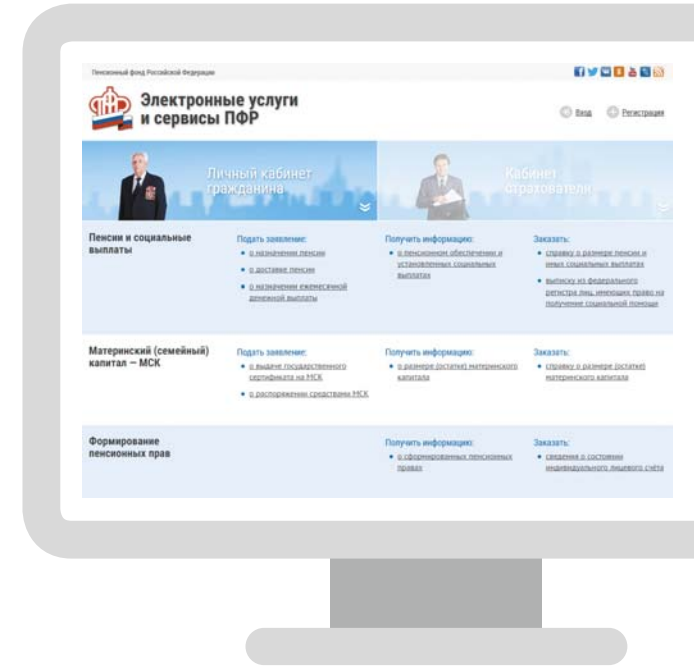 Пенсионный фонд Российской Федерации
Электронные услуги
и сервисы ПФР
Вход
Регистрация
Личный кабинет
гражданина
Кабинет
страхователя
Пенсии и социальные
выплаты
Подать заявление:
о назначении пенсии
о доставке пенсии
о назначении ежемесячной
денежной выплаты
Получить информацию:
о пенсионном обеспечении и
установленных социальных
выплатах
Заказать:
справку о размере пенсии и
иных социальных выплатах
выписку из федерального
регистра лиц, имеющих право на
получение социальной помощи
Материнский (семейный)
капитал — МСК
Подать заявление:
о выдаче государственного
сертификата на МСК
о распоряжении средствами МСК
Получить информацию:
о размере (остатке) материнского
капитала
Заказать:
справку о размере (остатке)
материнского капитала
Формирование
пенсионных прав
Получить информацию:
о сформированных пенсионных
правах
Заказать:
сведения о состоянии
индивидуального лицевого счёта